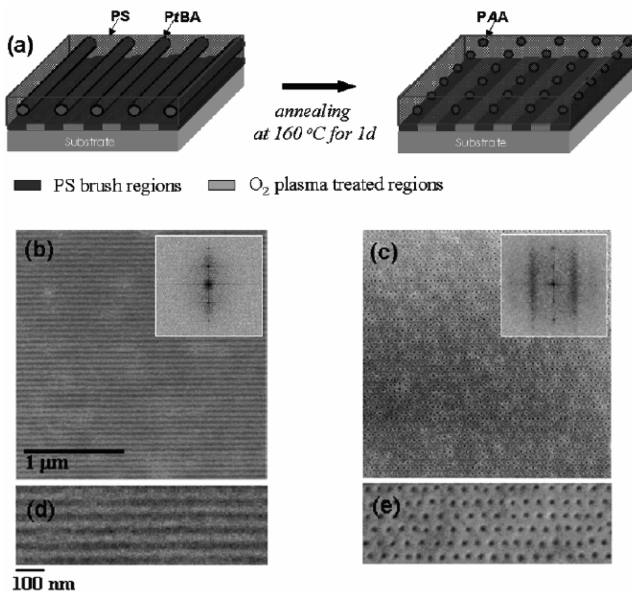 (a)
PS
PtBA
PAA
annealing
at 160 °C for 1d
Substrate
Substrate
PS brush regions
O₂ plasma treated regions
(b)
(c)
1 µm
(d)
(e)
100 nm